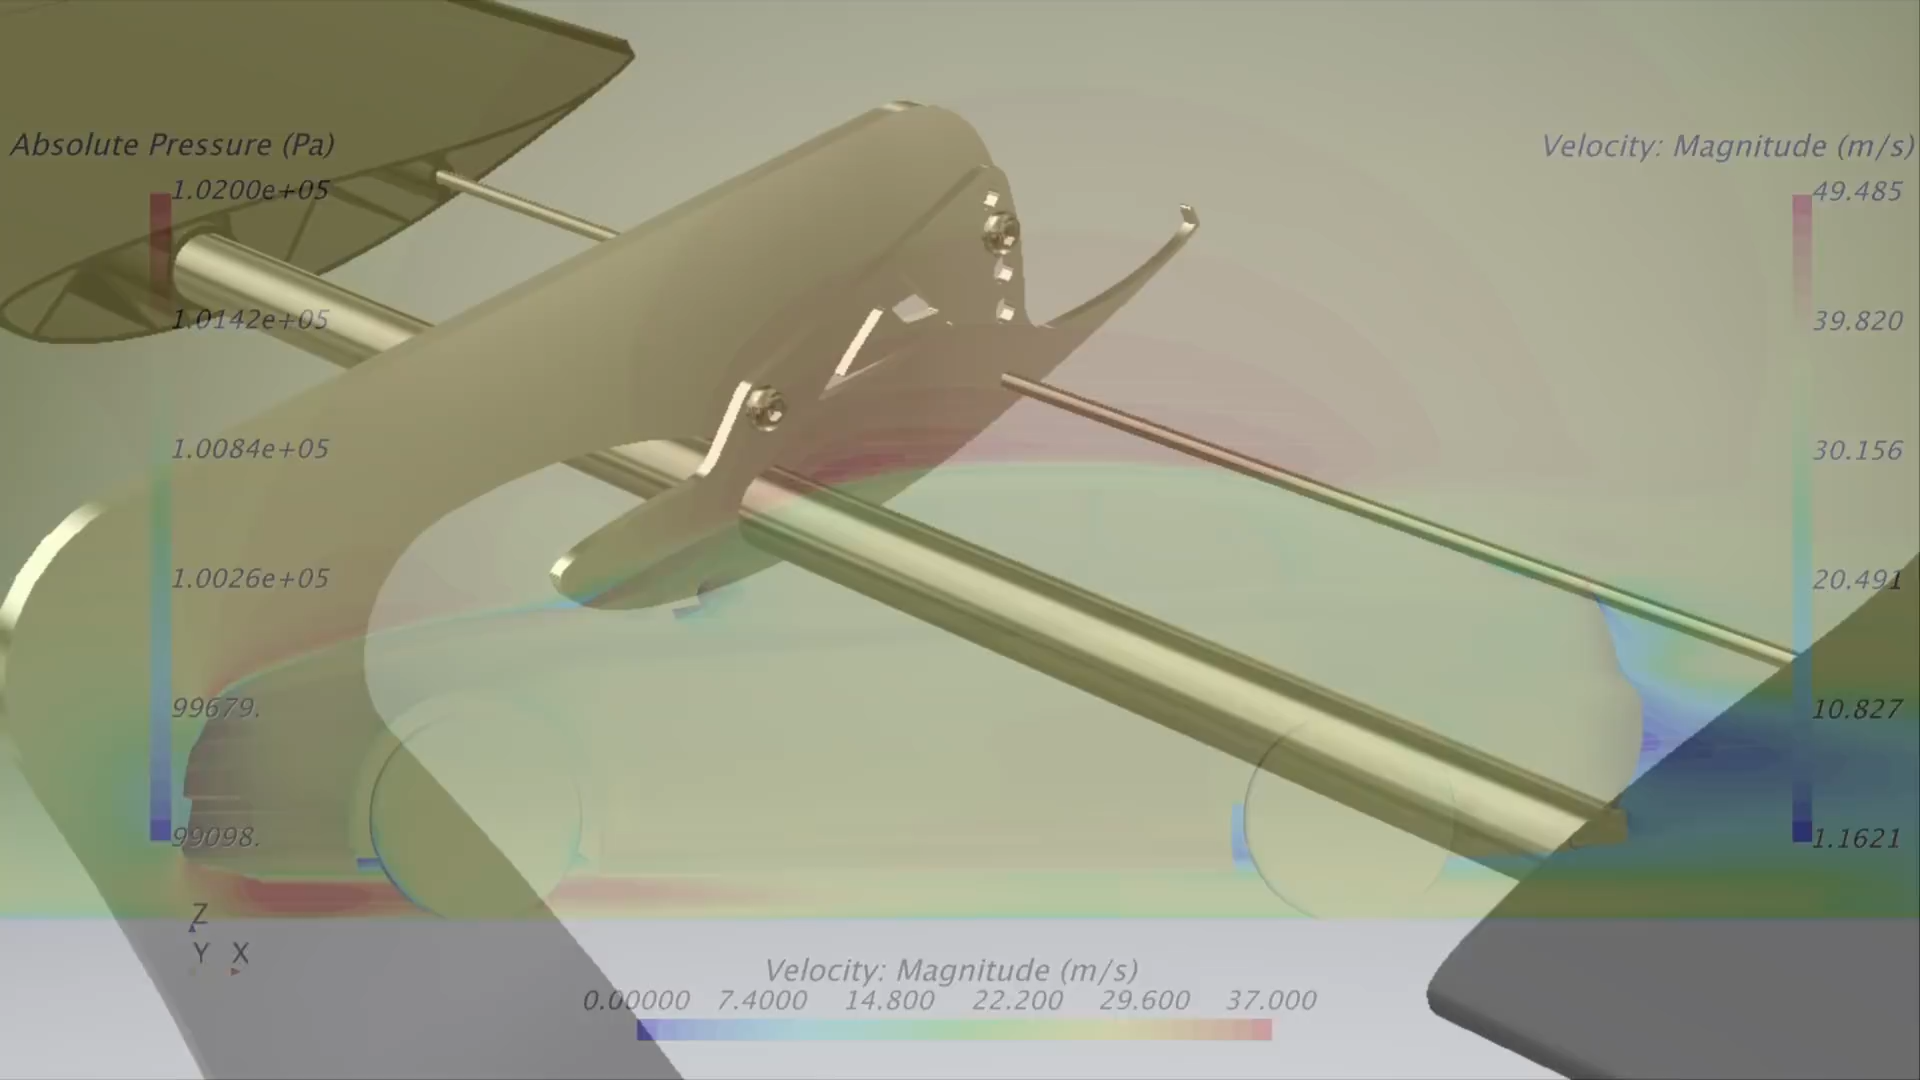 Absolute Pressure (Pa)
1.0200e+05
1.0142e+05
1.0084e+05
1.0026e+05
99679.
99098.
Velocity: Magnitude (m/s)
49.485
39.820
30.156
20.491
10.827
1.1621
Z
Y X
Velocity: Magnitude (m/s)
0.00000 7.4000 14.800 22.200 29.600 37.000